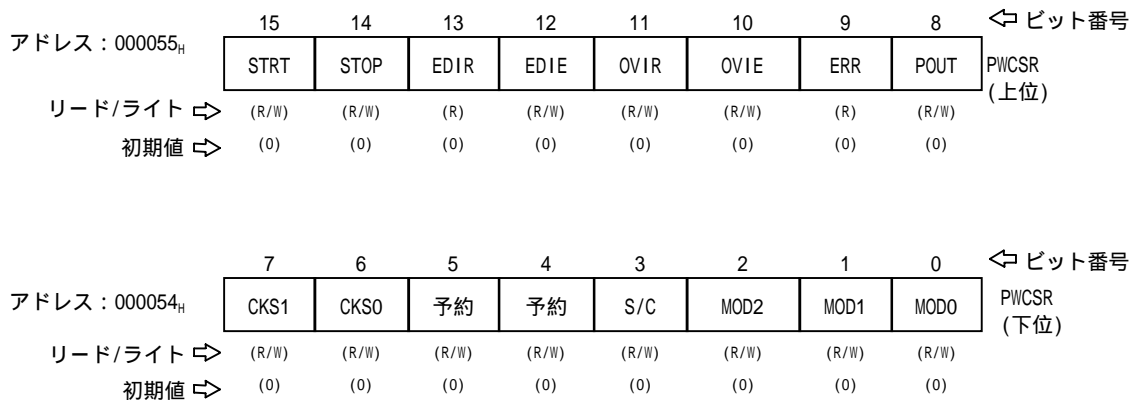 15 14 13 12 11 10 9 8 ⇦ ビット番号
アドレス：000055H
STRT STOP EDIR EDIE OVIR OVIE ERR POUT PWCSR
(上位)
リード/ライト ⇨ (R/W) (R/W) (R) (R/W) (R/W) (R/W) (R) (R/W)
初期値 ⇨ (0) (0) (0) (0) (0) (0) (0) (0)
7 6 5 4 3 2 1 0 ⇦ ビット番号
アドレス：000054H CKS1 CKS0 予約 予約 S/C MOD2 MOD1 MOD0 PWCSR
(下位)
リード/ライト ⇨ (R/W) (R/W) (R/W) (R/W) (R/W) (R/W) (R/W) (R/W)
初期値 ⇨ (0) (0) (0) (0) (0) (0) (0) (0)